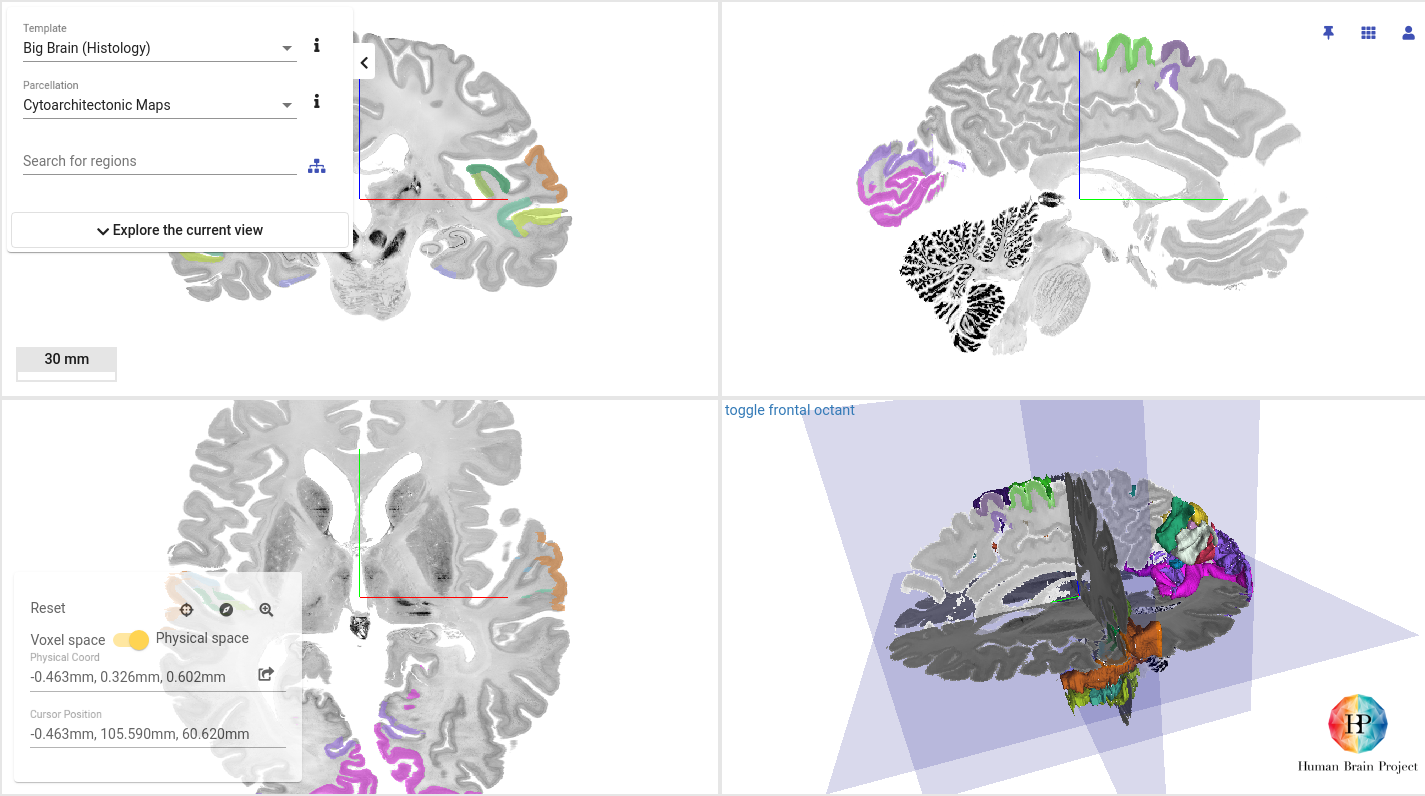 Template
Big Brain (Histology)
Parcellation
Cytoarchitectonic Maps
Search for regions
Explore the current view
30 mm
toggle frontal octant
Reset
Voxel space
Physical space
Physical Coord
-0.463mm, 0.326mm, 0.602mm
Cursor Position
-0.463mm, 105.590mm, 60.620mm
HP
Human Brain Project